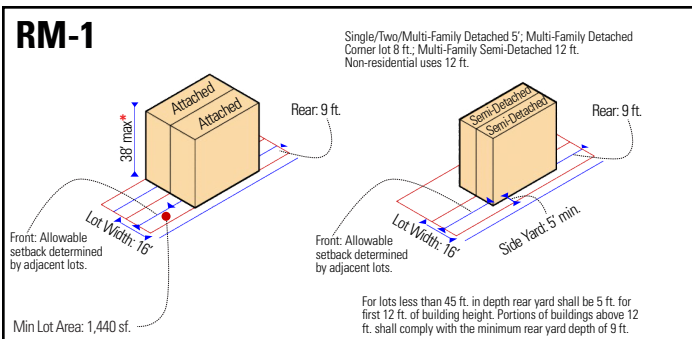 RM-1
Single/Two/Multi-Family Detached 5'; Multi-Family Detached
Corner lot 8 ft.; Multi-Family Semi-Detached 12 ft.
Non-residential uses 12 ft.
Attached
Attached
38' max*
Rear: 9 ft.
Lot Width: 16'
Front: Allowable
setback determined
by adjacent lots.
Min Lot Area: 1,440 sf.
Semi-Detached
Semi-Detached
Rear: 9 ft.
Lot Width: 16'
Side Yard: 5' min.
Front: Allowable
setback determined
by adjacent lots.
For lots less than 45 ft. in depth rear yard shall be 5 ft. for
first 12 ft. of building height. Portions of buildings above 12
ft. shall comply with the minimum rear yard depth of 9 ft.